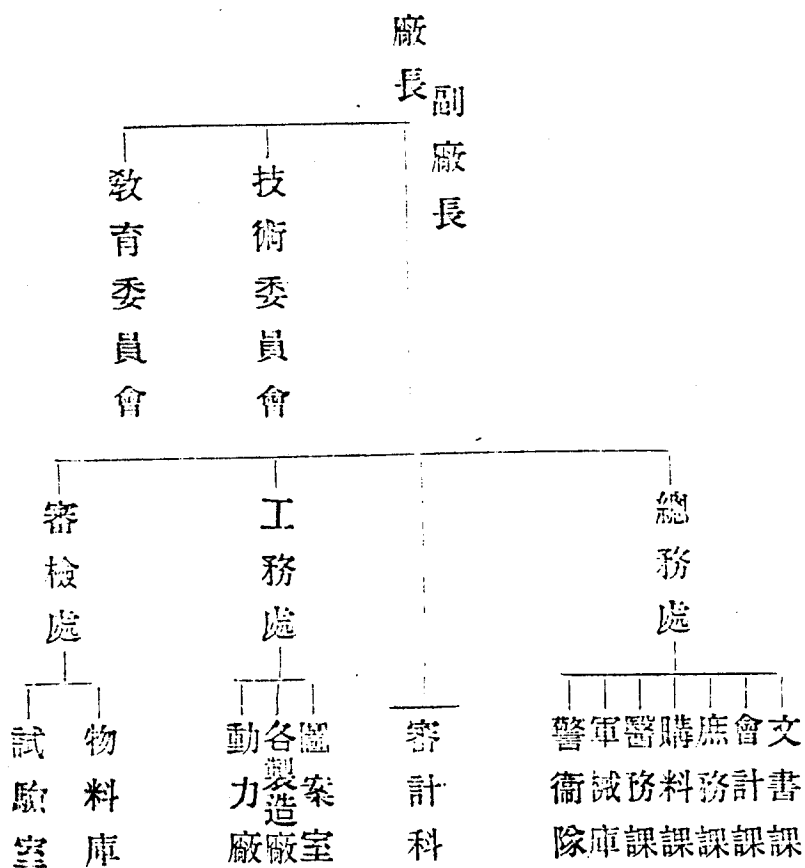 廠長
副廠長
技術委員會
教育委員會
總務處
工務處
審檢處
文書課
會計課
庶務課
購料課
醫務課
軍械庫
警衞隊
審計科
圖案室
各製造廠
動力廠
物料庫
試驗室